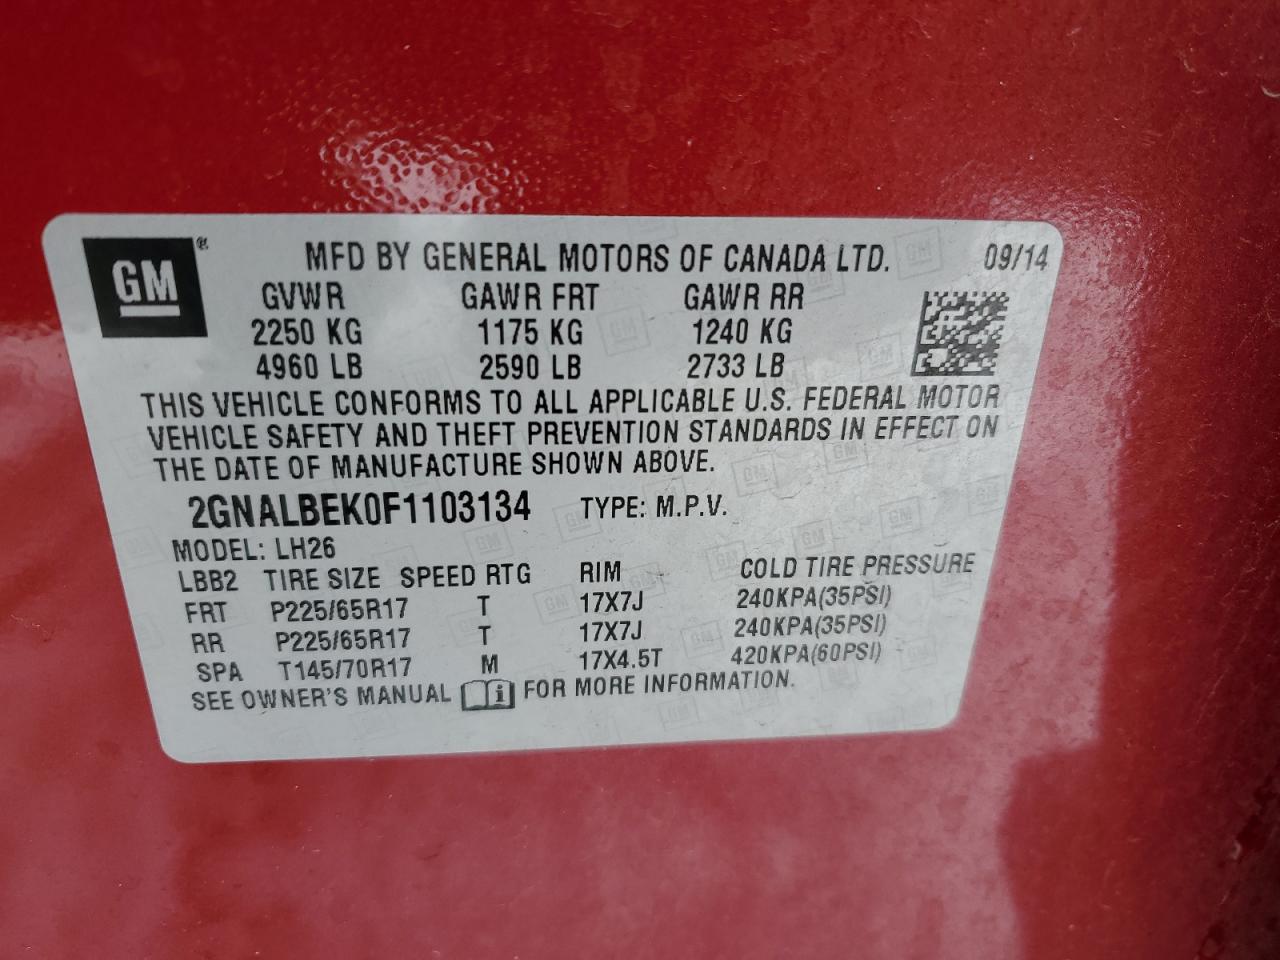 GM®
MFD BY GENERAL MOTORS OF CANADA LTD. 09/14
GVWR GAWR FRT GAWR RR
2250 KG 1175 KG 1240 KG
4960 LB 2590 LB 2733 LB
THIS VEHICLE CONFORMS TO ALL APPLICABLE U.S. FEDERAL MOTOR
VEHICLE SAFETY AND THEFT PREVENTION STANDARDS IN EFFECT ON
THE DATE OF MANUFACTURE SHOWN ABOVE.
2GNALBEK0F1103134 TYPE: M.P.V.
MODEL: LH26
LBB2 TIRE SIZE SPEED RTG RIM COLD TIRE PRESSURE
FRT P225/65R17 T 17X7J 240KPA(35PSI)
RR P225/65R17 T 17X7J 240KPA(35PSI)
SPA T145/70R17 M 17X4.5T 420KPA(60PSI)
SEE OWNER'S MANUAL i FOR MORE INFORMATION.